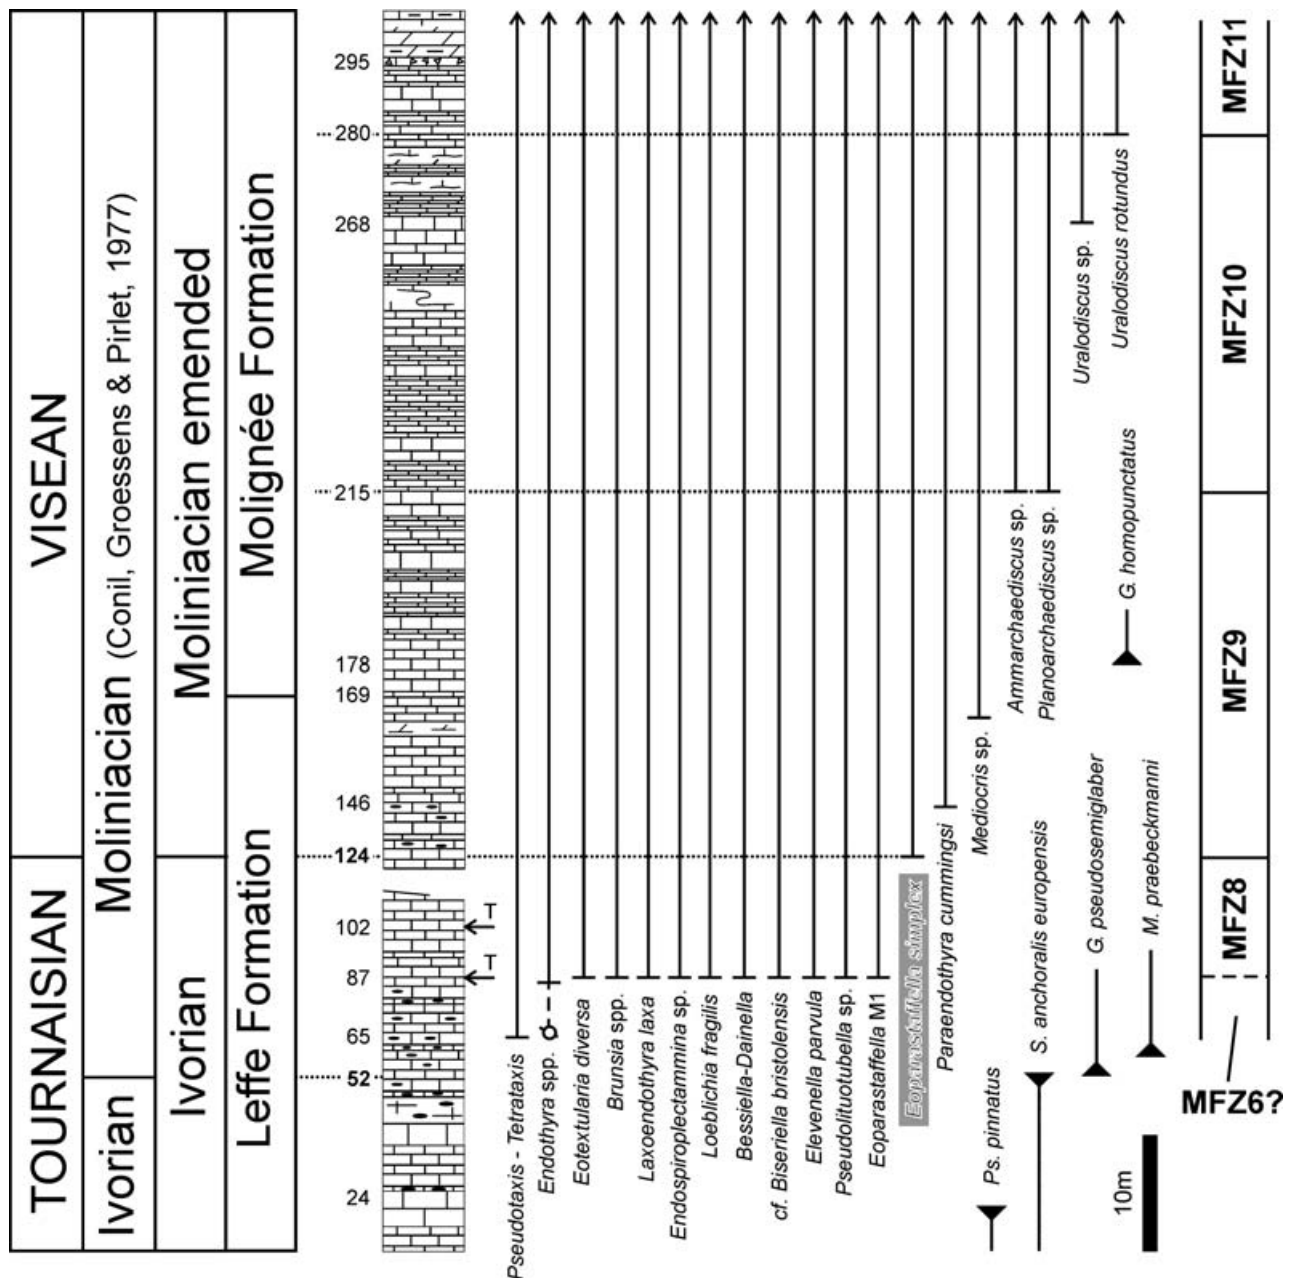 VISEAN
TOURNAISIAN
Moliniacian (Conil, Groessens & Pirlet, 1977)
Ivorian
Moliniacian emended
Ivorian
Molignée Formation
Leffe Formation
295
280
268
215
178
169
146
124
102
87
65
52
24
T
T
Pseudotaxis - Tetrataxis
Endothyra spp.
Eotextularia diversa
Brunsia spp.
Laxoendothyra laxa
Endospiroplectammina sp.
Loeblichia fragilis
Bessiella-Dainella
cf. Biseriella bristolensis
Elevenella parvula
Pseudolituotubella sp.
Eoparastaffella M1
Eoparastaffella simplex
Paraendothyra cummingsi
Mediocris sp.
Ammarchaediscus sp.
Planoarchaediscus sp.
Uralodiscus sp.
Uralodiscus rotundus
Ps. pinnatus
S. anchoralis europensis
G. pseudosemiglaber
M. praebeckmanni
G. homopunctatus
10m
MFZ11
MFZ10
MFZ9
MFZ8
MFZ6?